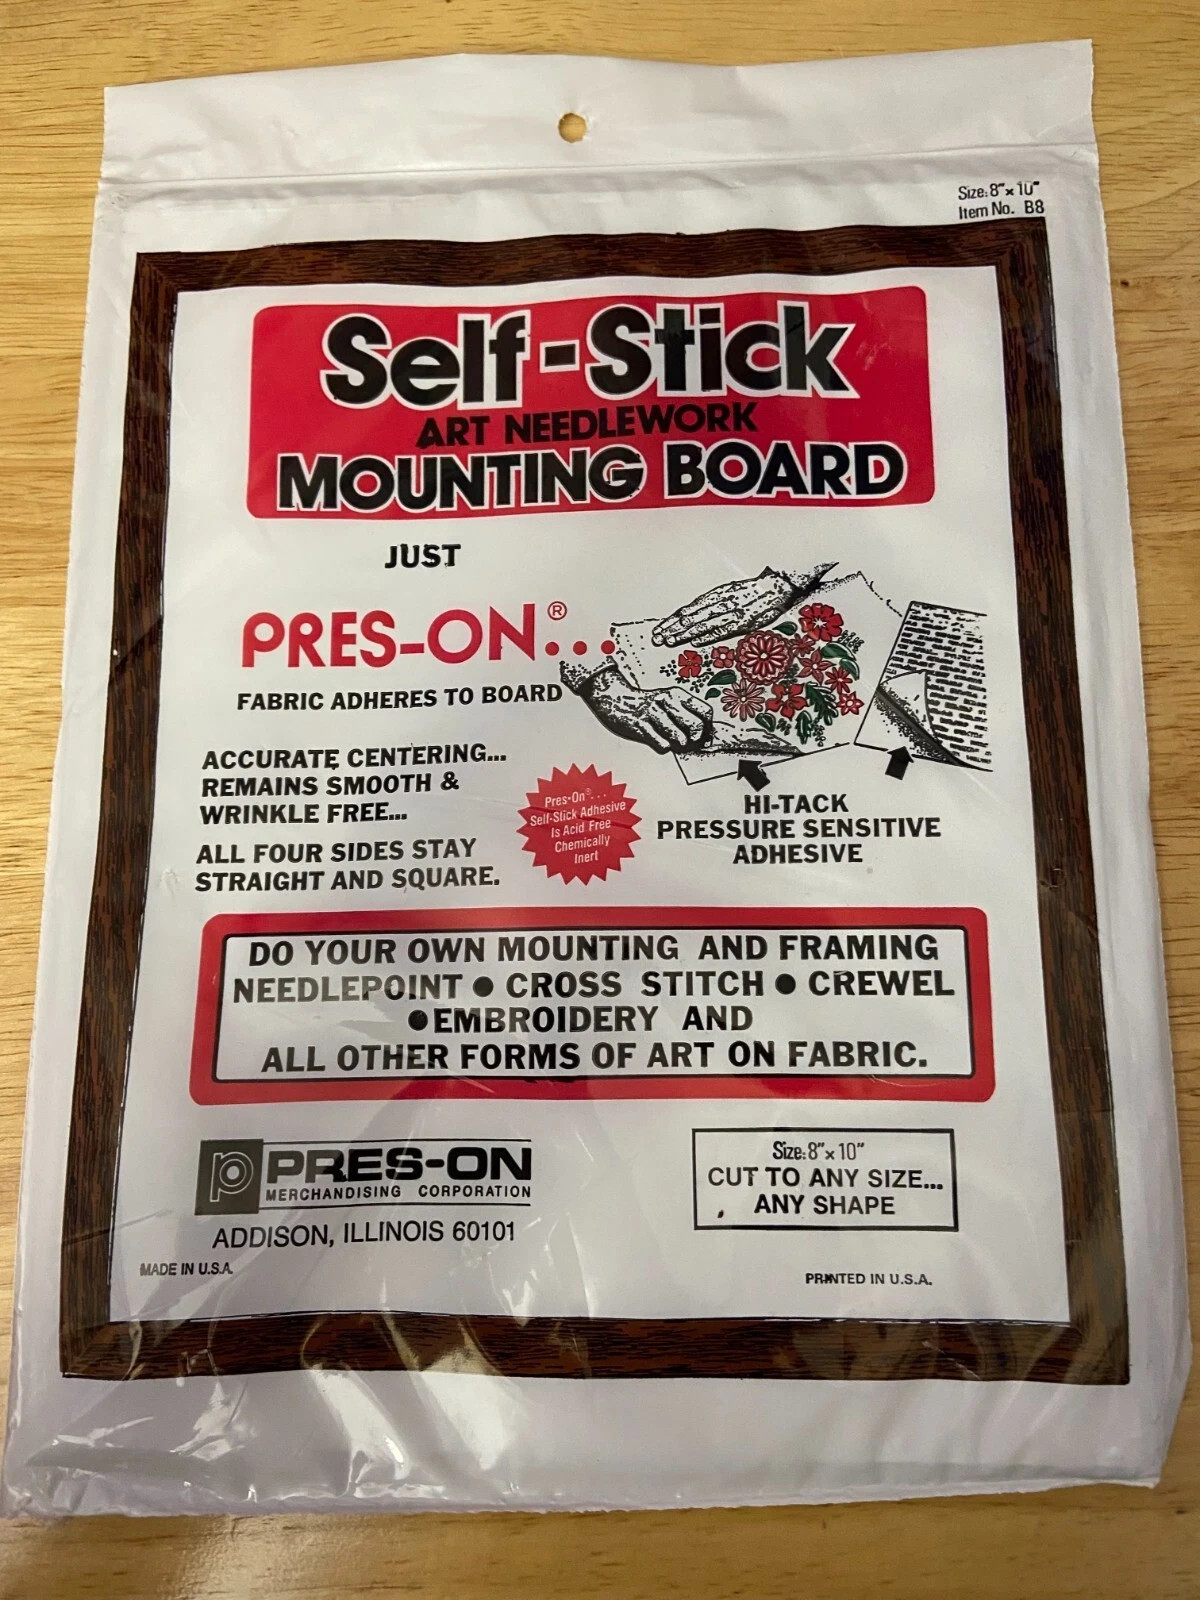 Size: 8" x 10"
Item No. B8
Self-Stick
ART NEEDLEWORK
MOUNTING BOARD
JUST
PRES-ON®...
FABRIC ADHERES TO BOARD
ACCURATE CENTERING...
REMAINS SMOOTH &
WRINKLE FREE...
ALL FOUR SIDES STAY
STRAIGHT AND SQUARE.
Pres-On®...
Self-Stick Adhesive
Is Acid Free
Chemically
Inert
HI-TACK
PRESSURE SENSITIVE
ADHESIVE
DO YOUR OWN MOUNTING AND FRAMING
NEEDLEPOINT ● CROSS STITCH ● CREWEL
● EMBROIDERY AND
ALL OTHER FORMS OF ART ON FABRIC.
p PRES-ON
MERCHANDISING CORPORATION
ADDISON, ILLINOIS 60101
MADE IN U.S.A.
Size: 8" x 10"
CUT TO ANY SIZE...
ANY SHAPE
PRINTED IN U.S.A.